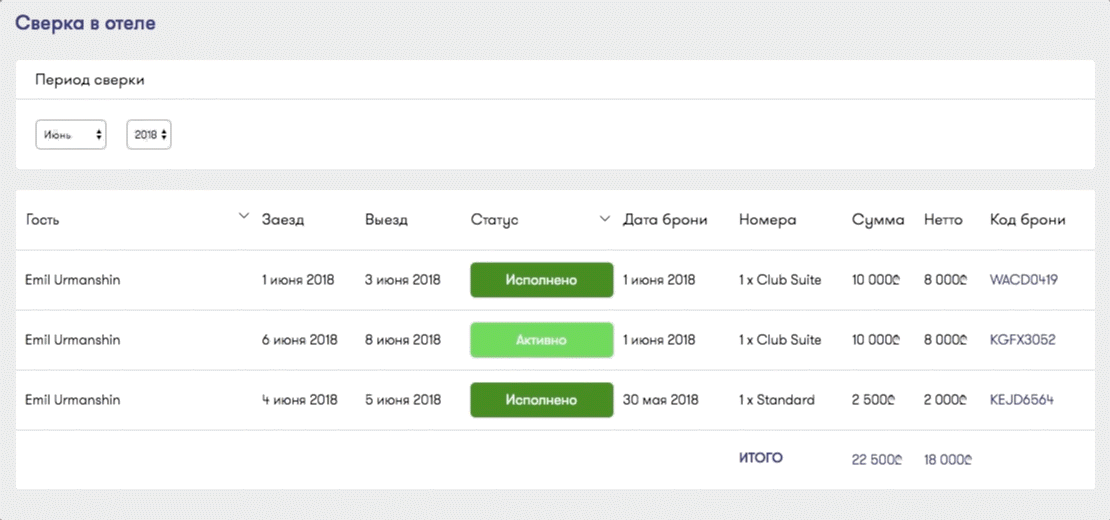 Сверка в отеле
Период сверки
Июнь 2018
Гость Заезд Выезд Статус Дата брони Номера Сумма Нетто Код брони
Emil Urmanshin 1 июня 2018 3 июня 2018 Исполнено 1 июня 2018 1 x Club Suite 10 000₾ 8 000₾ WACD0419
Emil Urmanshin 6 июня 2018 8 июня 2018 Активно 1 июня 2018 1 x Club Suite 10 000₾ 8 000₾ KGFX3052
Emil Urmanshin 4 июня 2018 5 июня 2018 Исполнено 30 мая 2018 1 x Standard 2 500₾ 2 000₾ KEJD6564
ИТОГО 22 500₾ 18 000₾